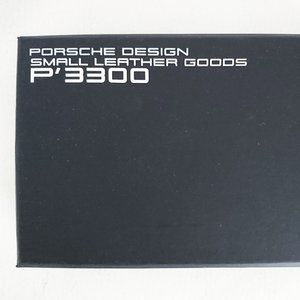 PORSCHE DESIGN
SMALL LEATHER GOODS
P'3300